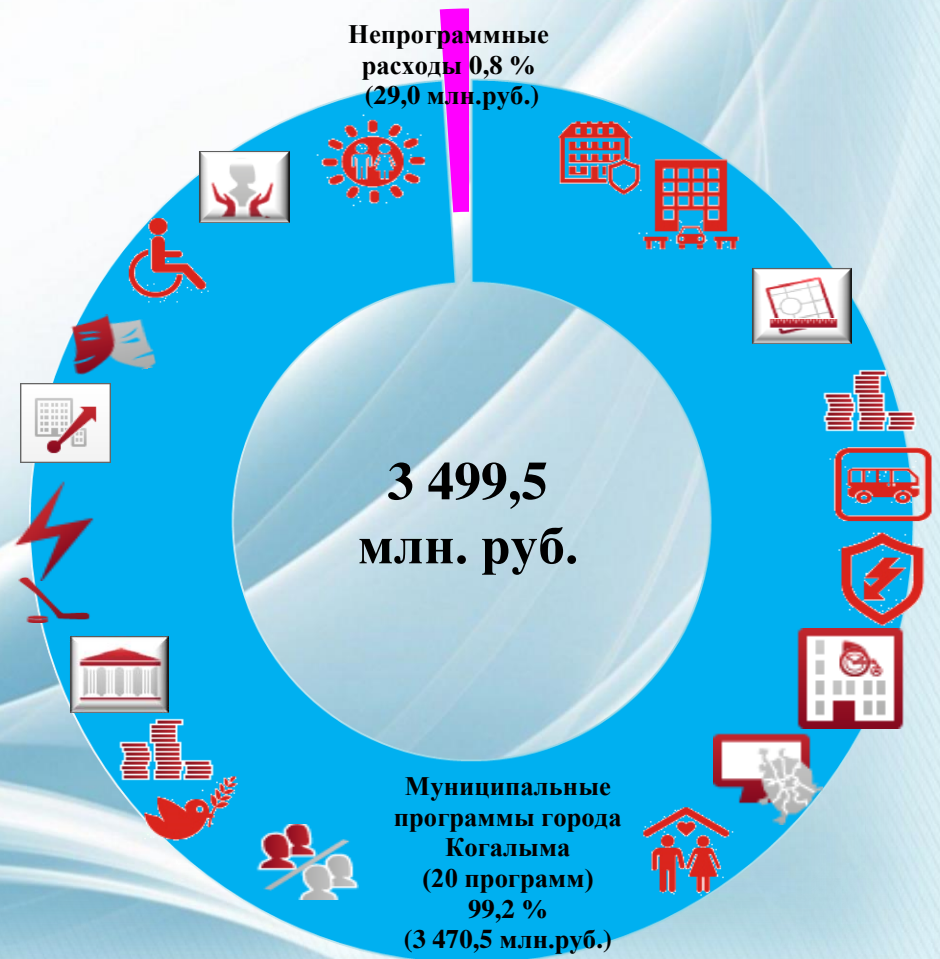 Непрограммные
расходы 0,8 %
(29,0 млн.руб.)
3 499,5
млн. руб.
Муниципальные
программы города
Когалыма
(20 программ)
99,2 %
(3 470,5 млн.руб.)